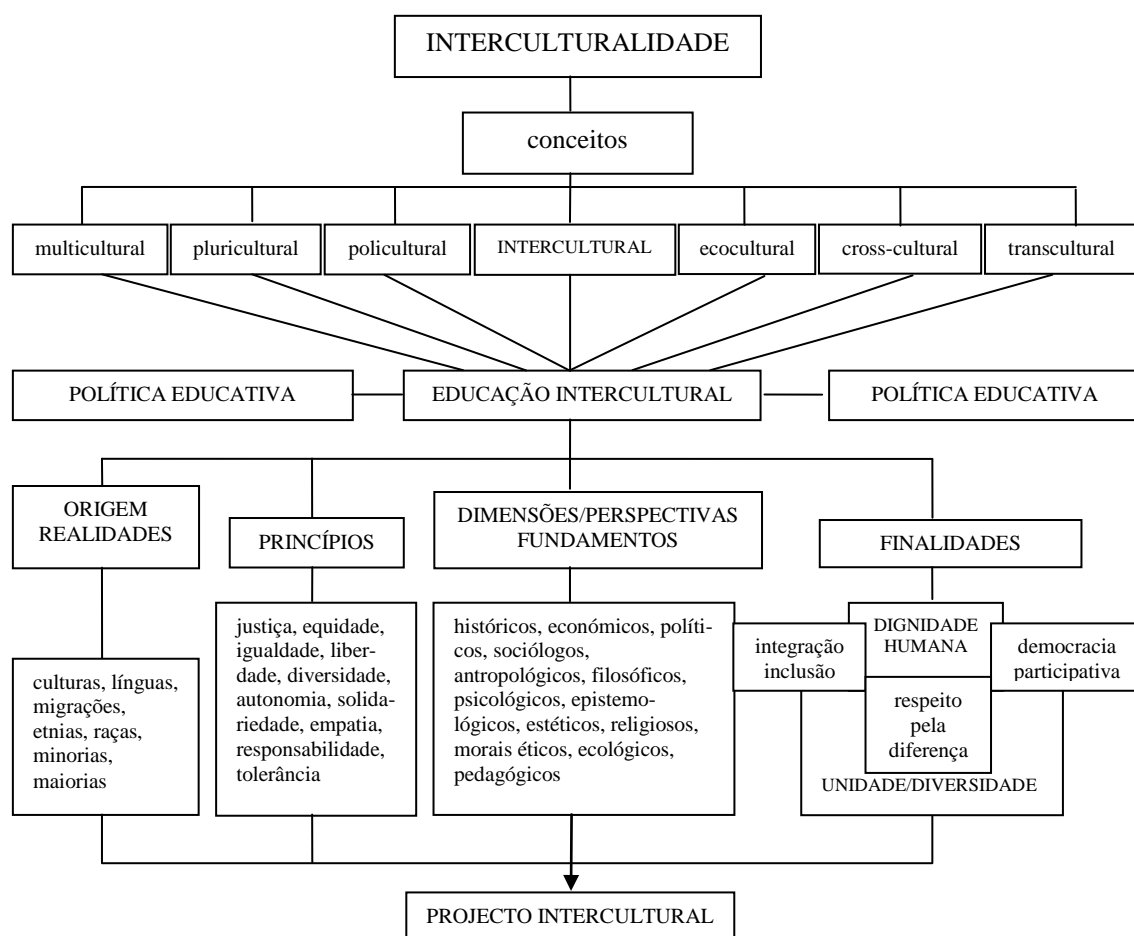 INTERCULTURALIDADE
conceitos
multicultural
pluricultural
policultural
INTERCULTURAL
ecocultural
cross-cultural
transcultural
POLÍTICA EDUCATIVA
EDUCAÇÃO INTERCULTURAL
POLÍTICA EDUCATIVA
ORIGEM
REALIDADES
PRINCÍPIOS
DIMENSÕES/PERSPECTIVAS
FUNDAMENTOS
FINALIDADES
culturas, línguas,
migrações,
etnias, raças,
minorias,
maiorias
justiça, equidade,
igualdade, liber-
dade, diversidade,
autonomia, solida-
riedade, empatia,
responsabilidade,
tolerância
históricos, económicos, políti-
cos, sociólogos,
antropológicos, filosóficos,
psicológicos, epistemo-
lógicos, estéticos, religiosos,
morais éticos, ecológicos,
pedagógicos
integração
inclusão
DIGNIDADE
HUMANA
democracia
participativa
respeito
pela
diferença
UNIDADE/DIVERSIDADE
PROJECTO INTERCULTURAL